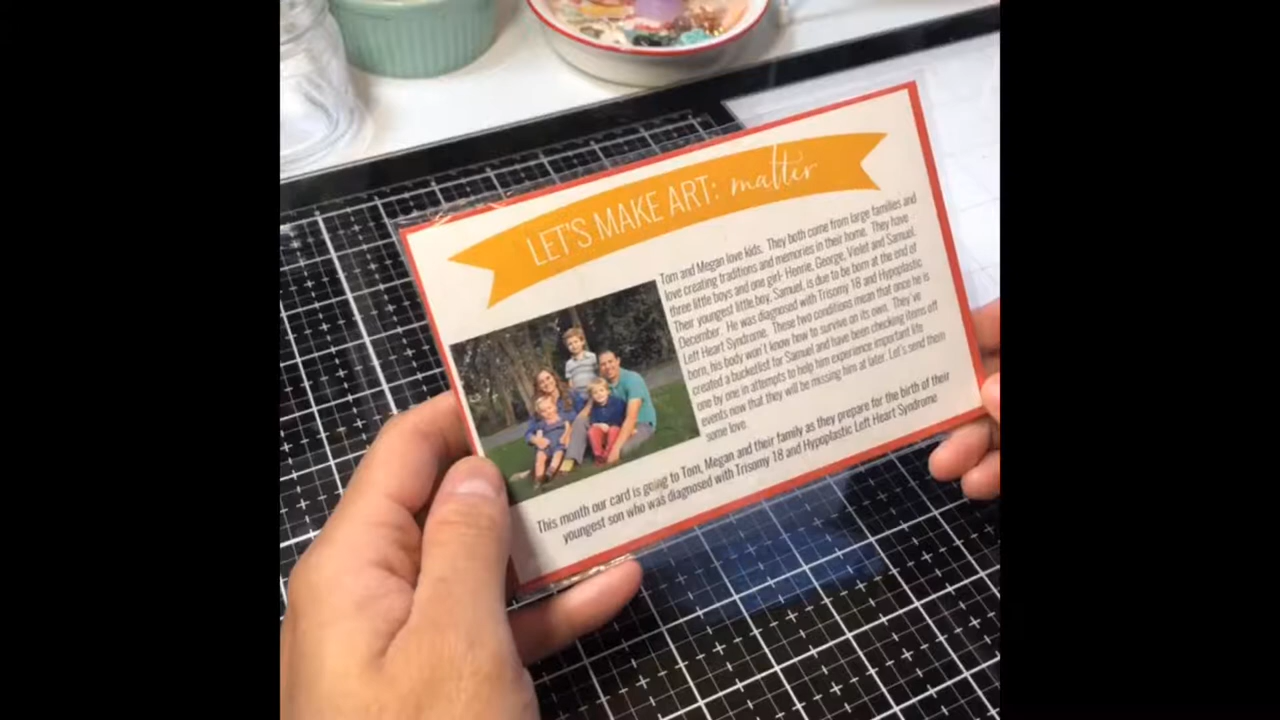 LET'S MAKE ART: matter
Tom and Megan love kids. They both come from large families and
love creating traditions and memories in their home. They have
three little boys and one girl- Henrie, George, Violet and Samuel.
Their youngest little boy, Samuel, is due to be born at the end of
December. He was diagnosed with Trisomy 18 and Hypoplastic
Left Heart Syndrome. These two conditions mean that once he is
born, his body won't know how to survive on its own. They've
created a bucketlist for Samuel and have been checking items off
one by one in attempts to help him experience important life
events now that they will be missing him at later. Let's send them
some love.
This month our card is going to Tom, Megan and their family as they prepare for the birth of their
youngest son who was diagnosed with Trisomy 18 and Hypoplastic Left Heart Syndrome